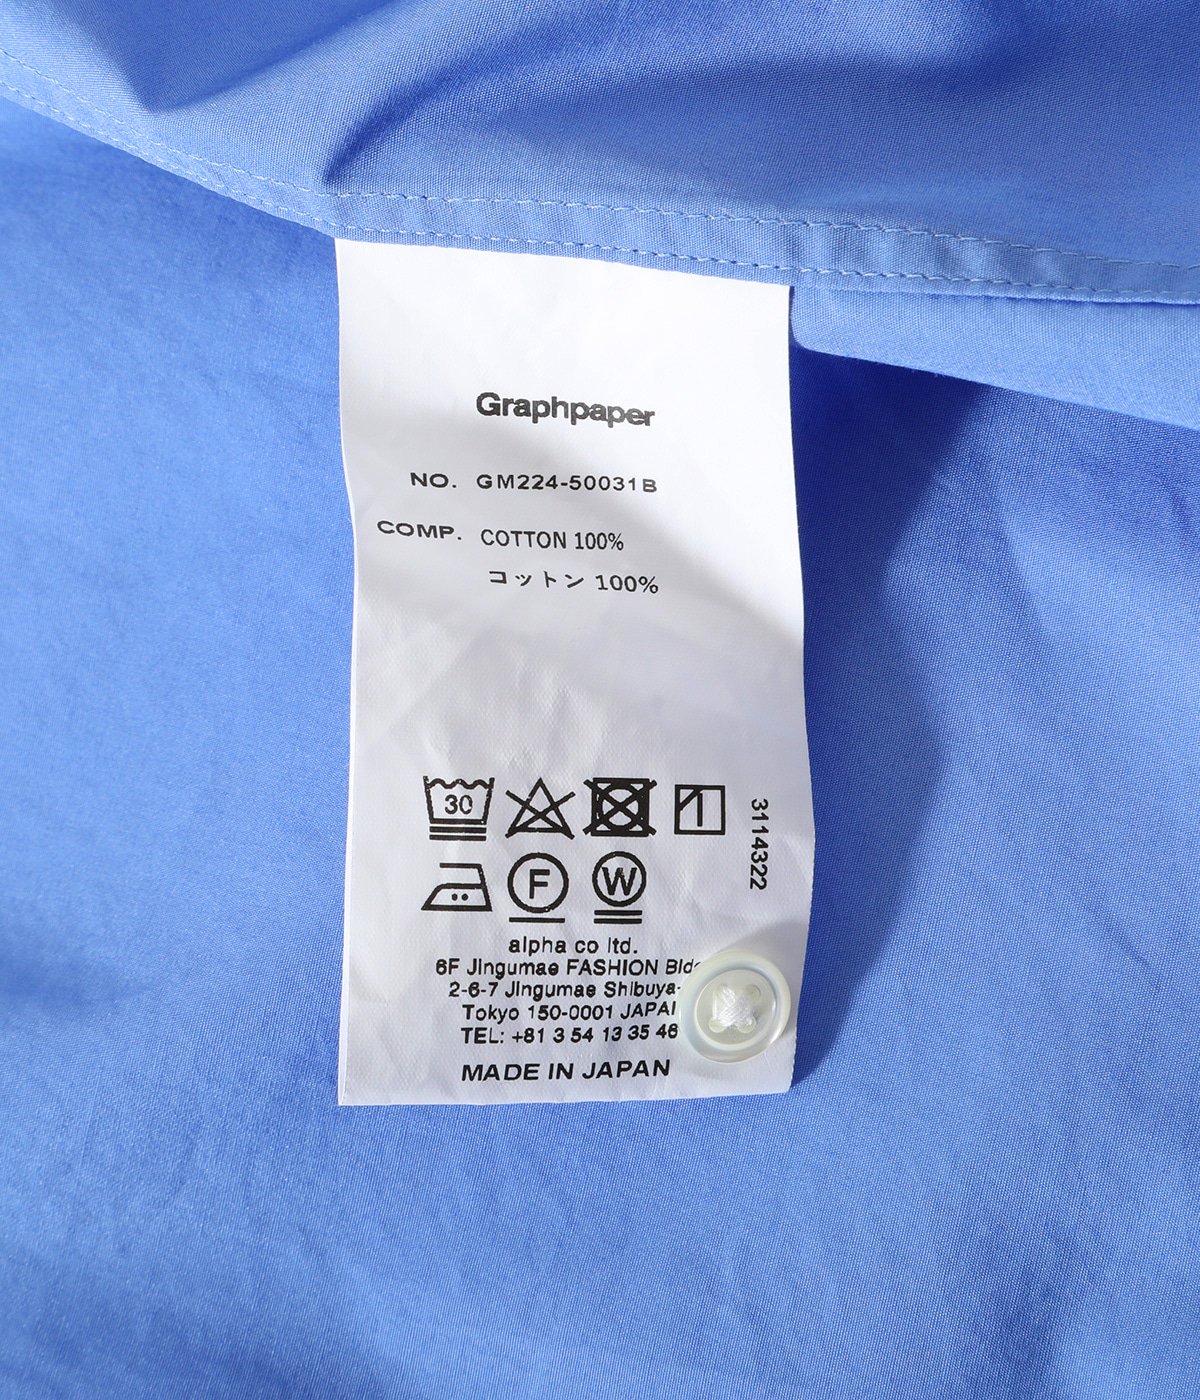 Graphpaper
NO. GM224-50031B
COMP. COTTON 100%
コットン 100%
30
3114322
F
W
alpha co ltd.
6F Jingumae FASHION
2-6-7 Jingumae Shibuya-
Tokyo 150-0001
TEL: +81 3 54 13 35 46
MADE IN JAPAN